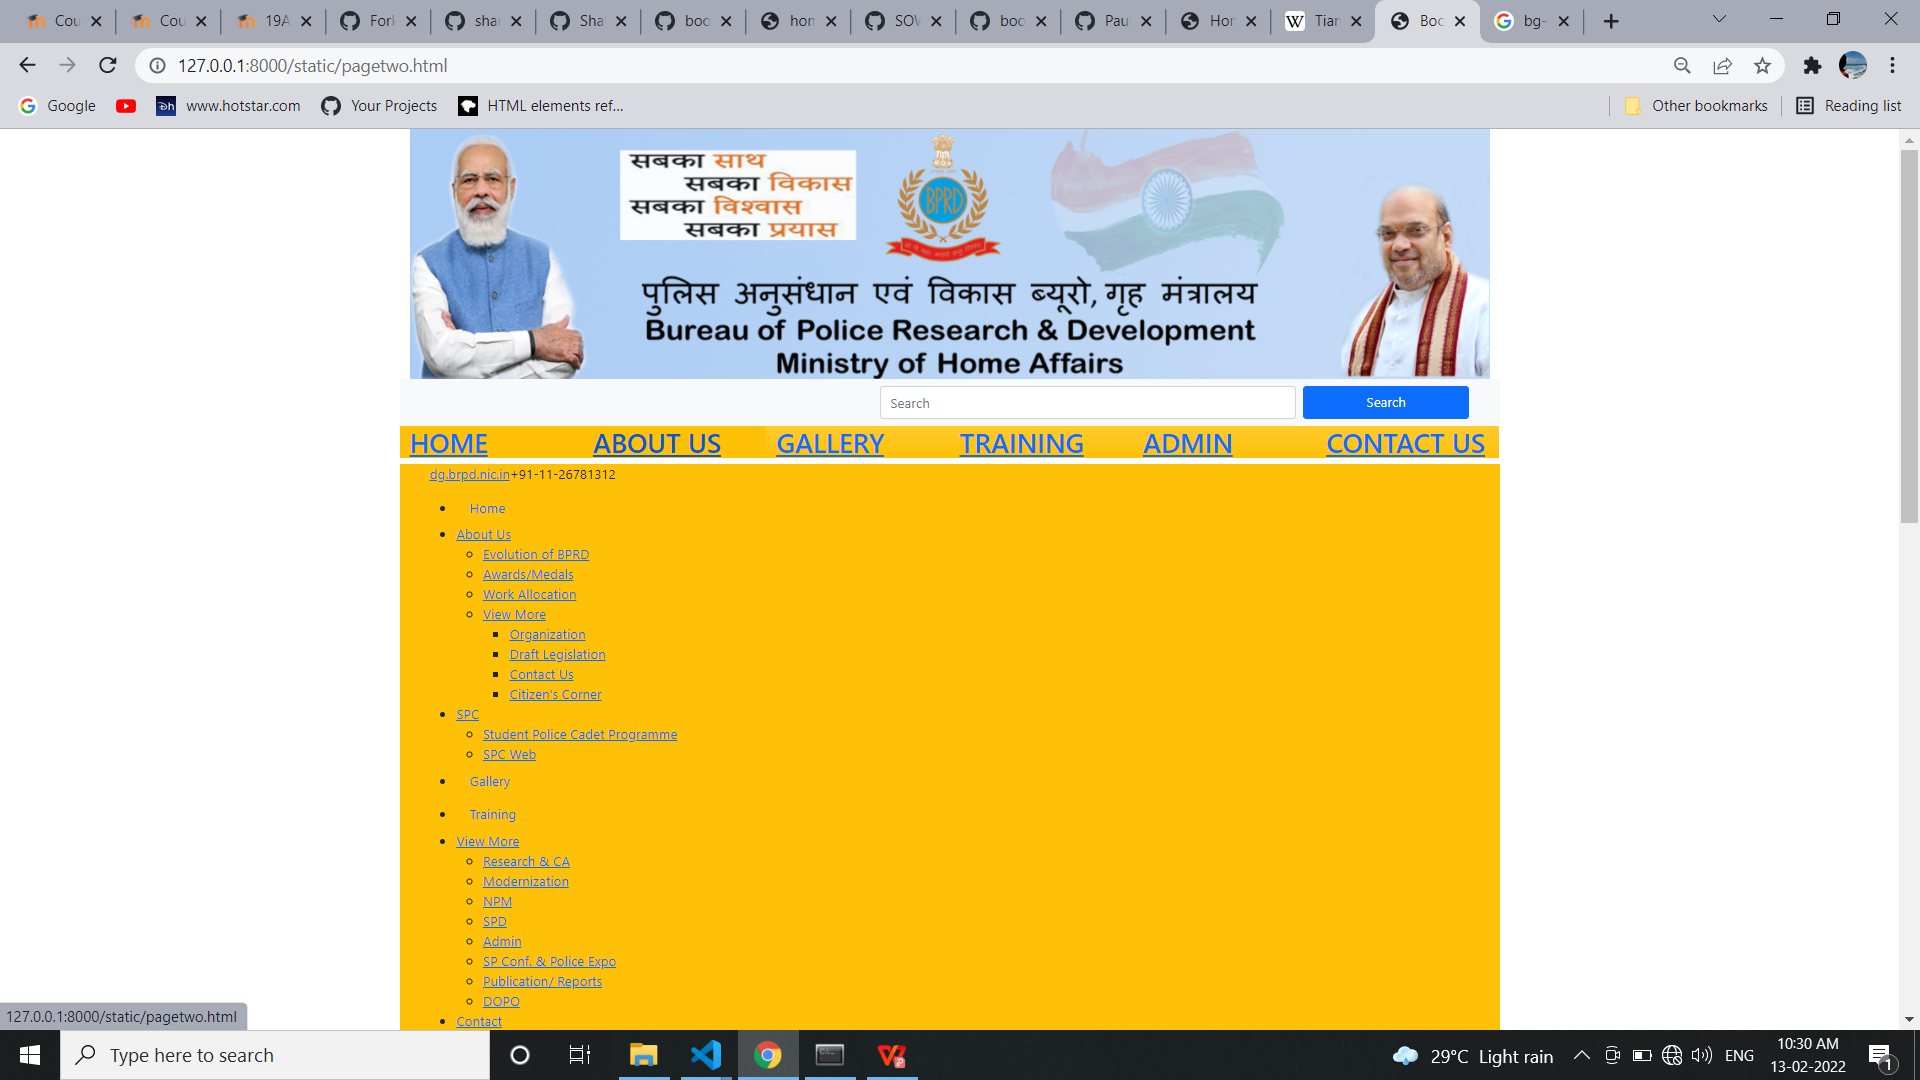 Cou
Cou
19A
Fork
shar
Sha
boo
hom
SOW
boo
Pau
Hor
Tiar
Boo
bg-
127.0.0.1:8000/static/pagetwo.html
Google
www.hotstar.com
Your Projects
HTML elements ref...
Other bookmarks
Reading list
सबका साथ
सबका विकास
सबका विश्वास
सबका प्रयास
BPRD
पुलिस अनुसंधान एवं विकास ब्यूरो, गृह मंत्रालय
Bureau of Police Research & Development
Ministry of Home Affairs
Search
Search
HOME ABOUT US GALLERY TRAINING ADMIN CONTACT US
dg.brpd.nic.in+91-11-26781312
Home
About Us
Evolution of BPRD
Awards/Medals
Work Allocation
View More
Organization
Draft Legislation
Contact Us
Citizen's Corner
SPC
Student Police Cadet Programme
SPC Web
Gallery
Training
View More
Research & CA
Modernization
NPM
SPD
Admin
SP Conf. & Police Expo
Publication/ Reports
DOPO
Contact
127.0.0.1:8000/static/pagetwo.html
Type here to search
29°C Light rain
ENG
10:30 AM
13-02-2022
1